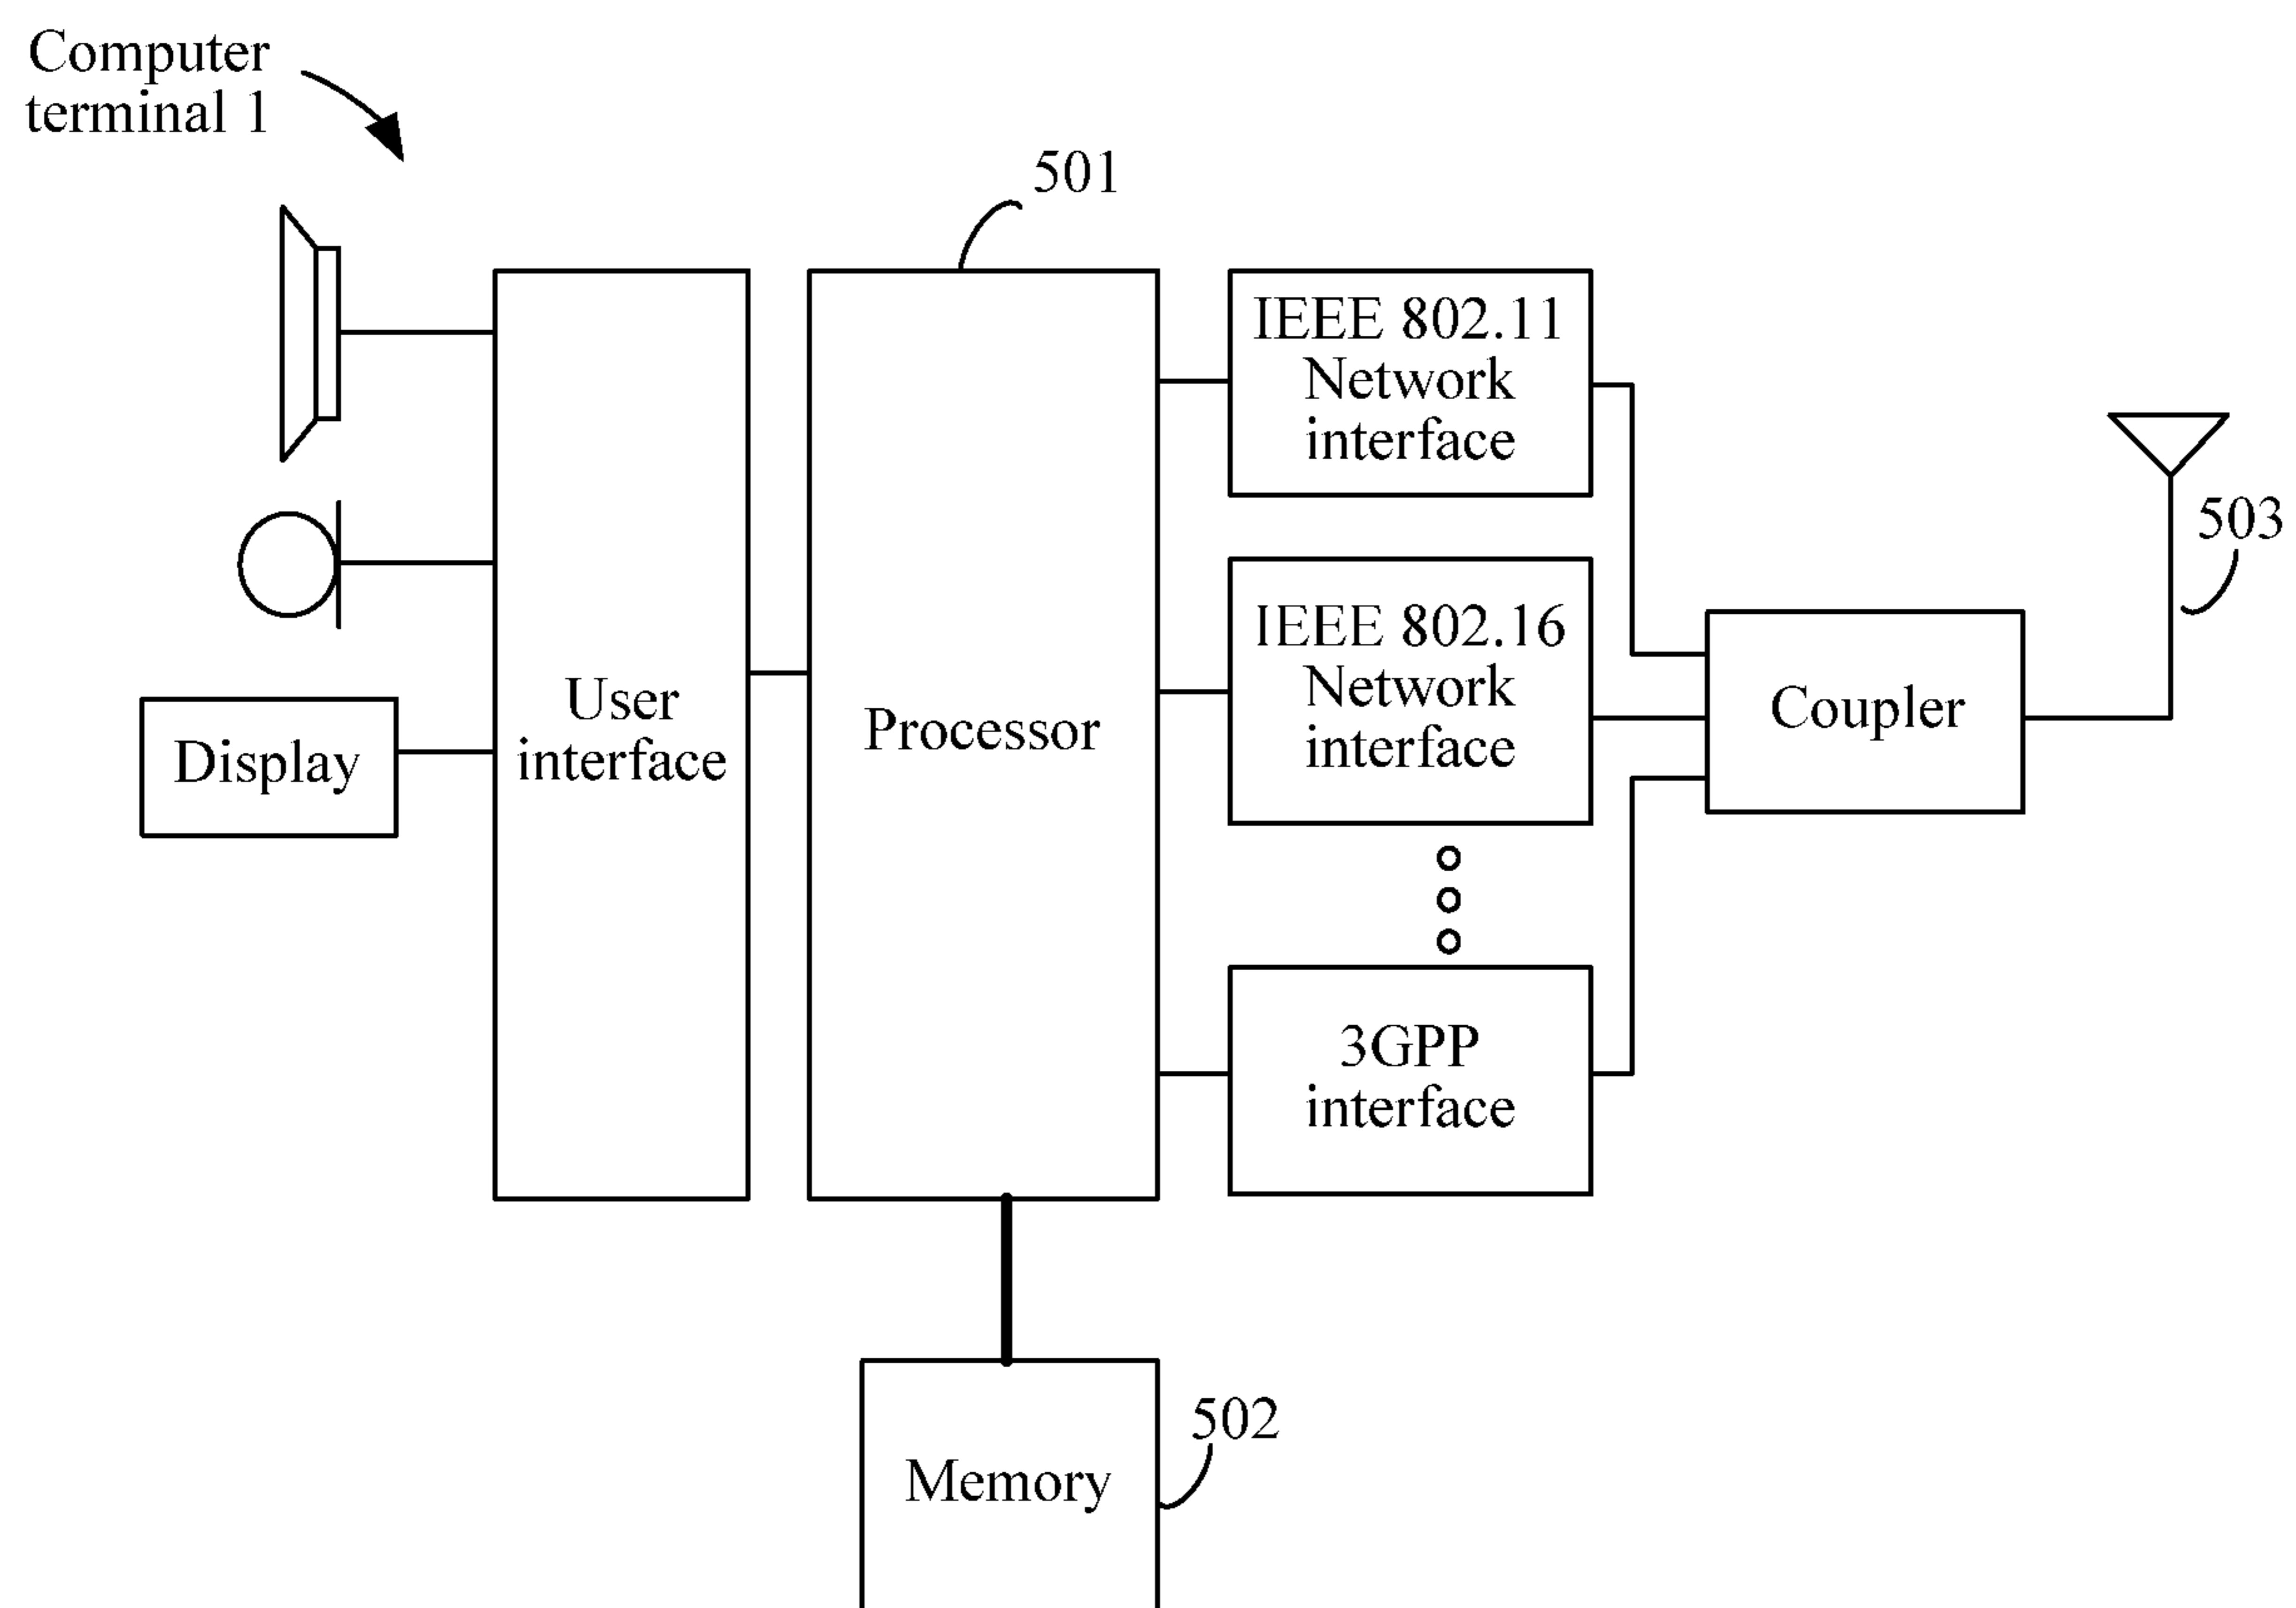 Computer
terminal 1
501
IEEE 802.11
Network
interface
503
IEEE 802.16
Network
interface
User
interface
Processor
Coupler
Display
3GPP
interface
502
Memory